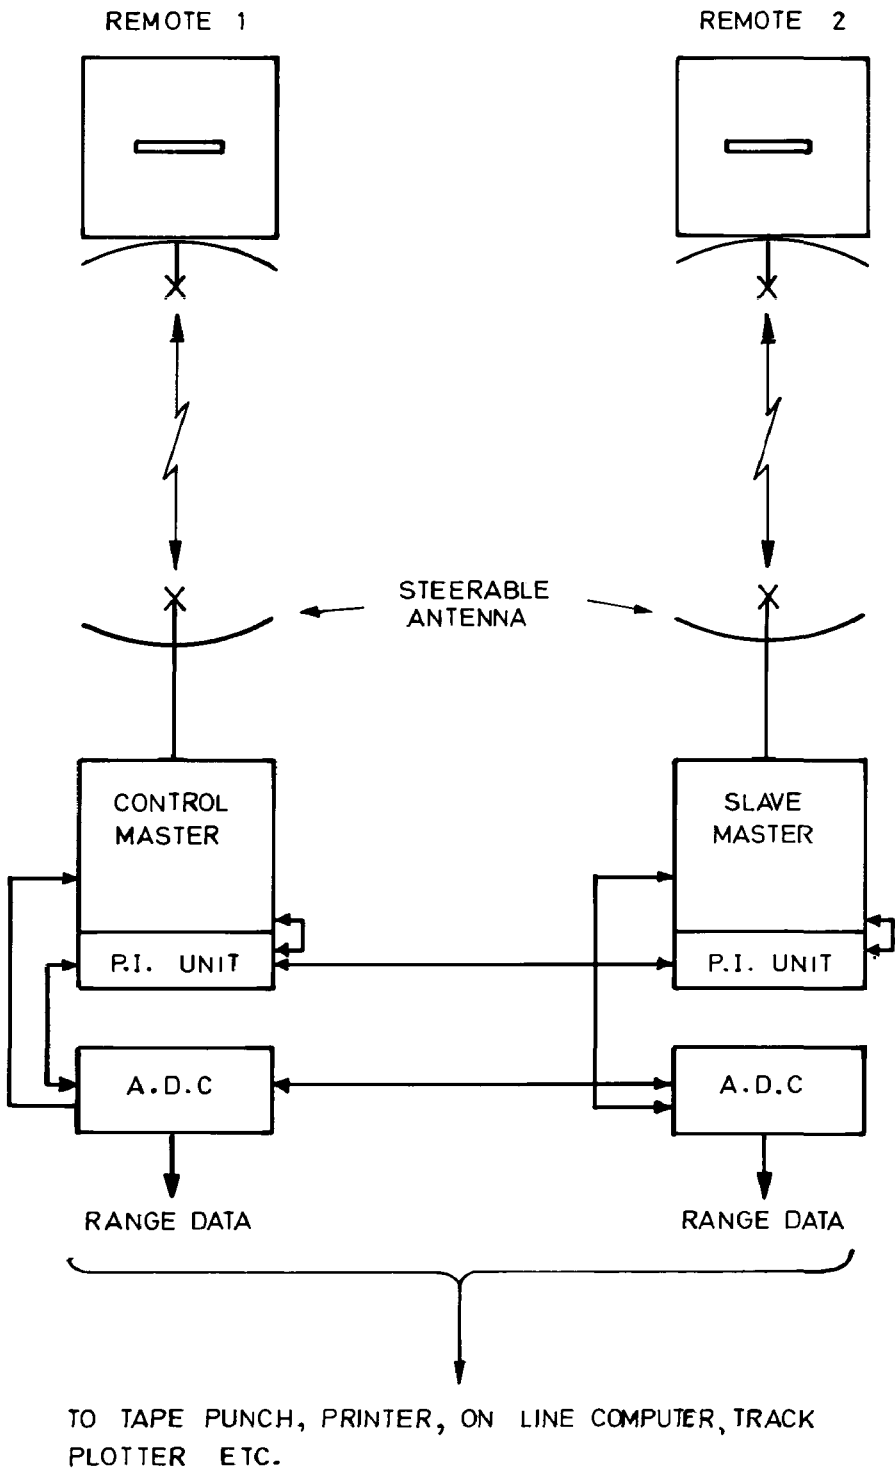 REMOTE 1
REMOTE 2
STEERABLE
ANTENNA
CONTROL
MASTER
SLAVE
MASTER
P.I. UNIT
P.I. UNIT
A.D.C
A.D.C
RANGE DATA
RANGE DATA
TO TAPE PUNCH, PRINTER, ON LINE COMPUTER, TRACK
PLOTTER ETC.